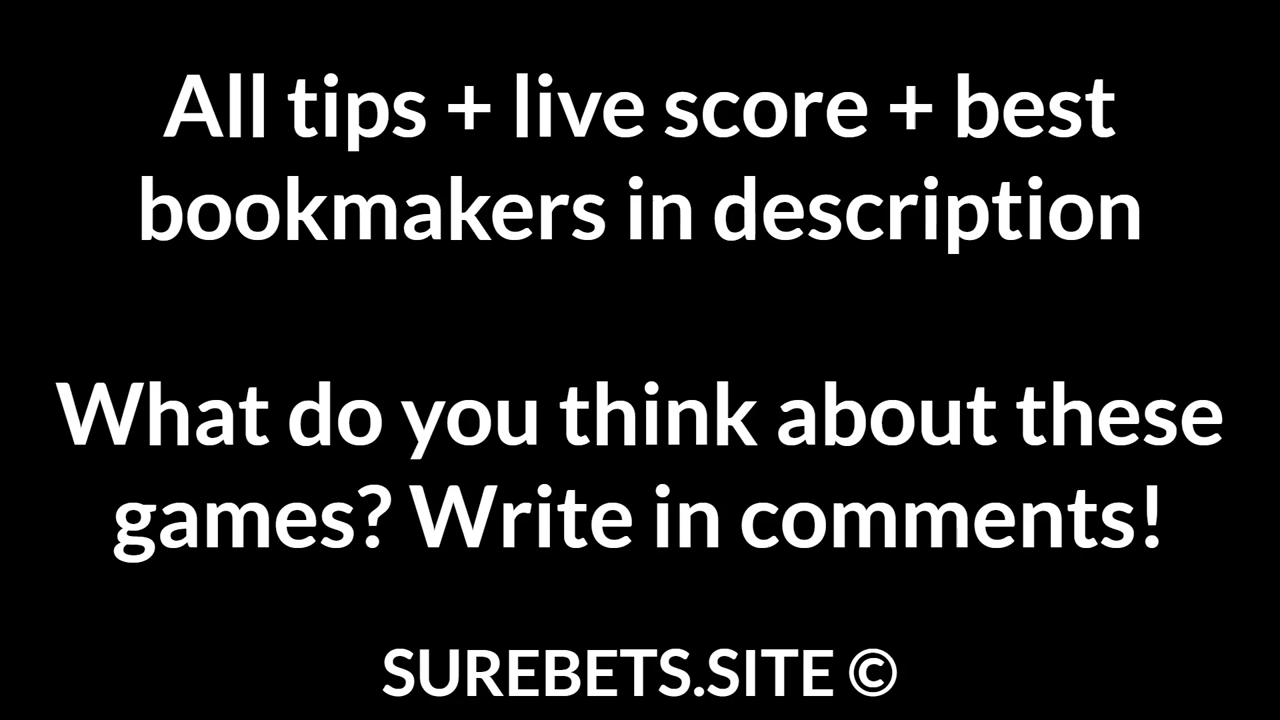 All tips + live score + best
bookmakers in description
What do you think about these
games? Write in comments!
SUREBETS.SITE ©